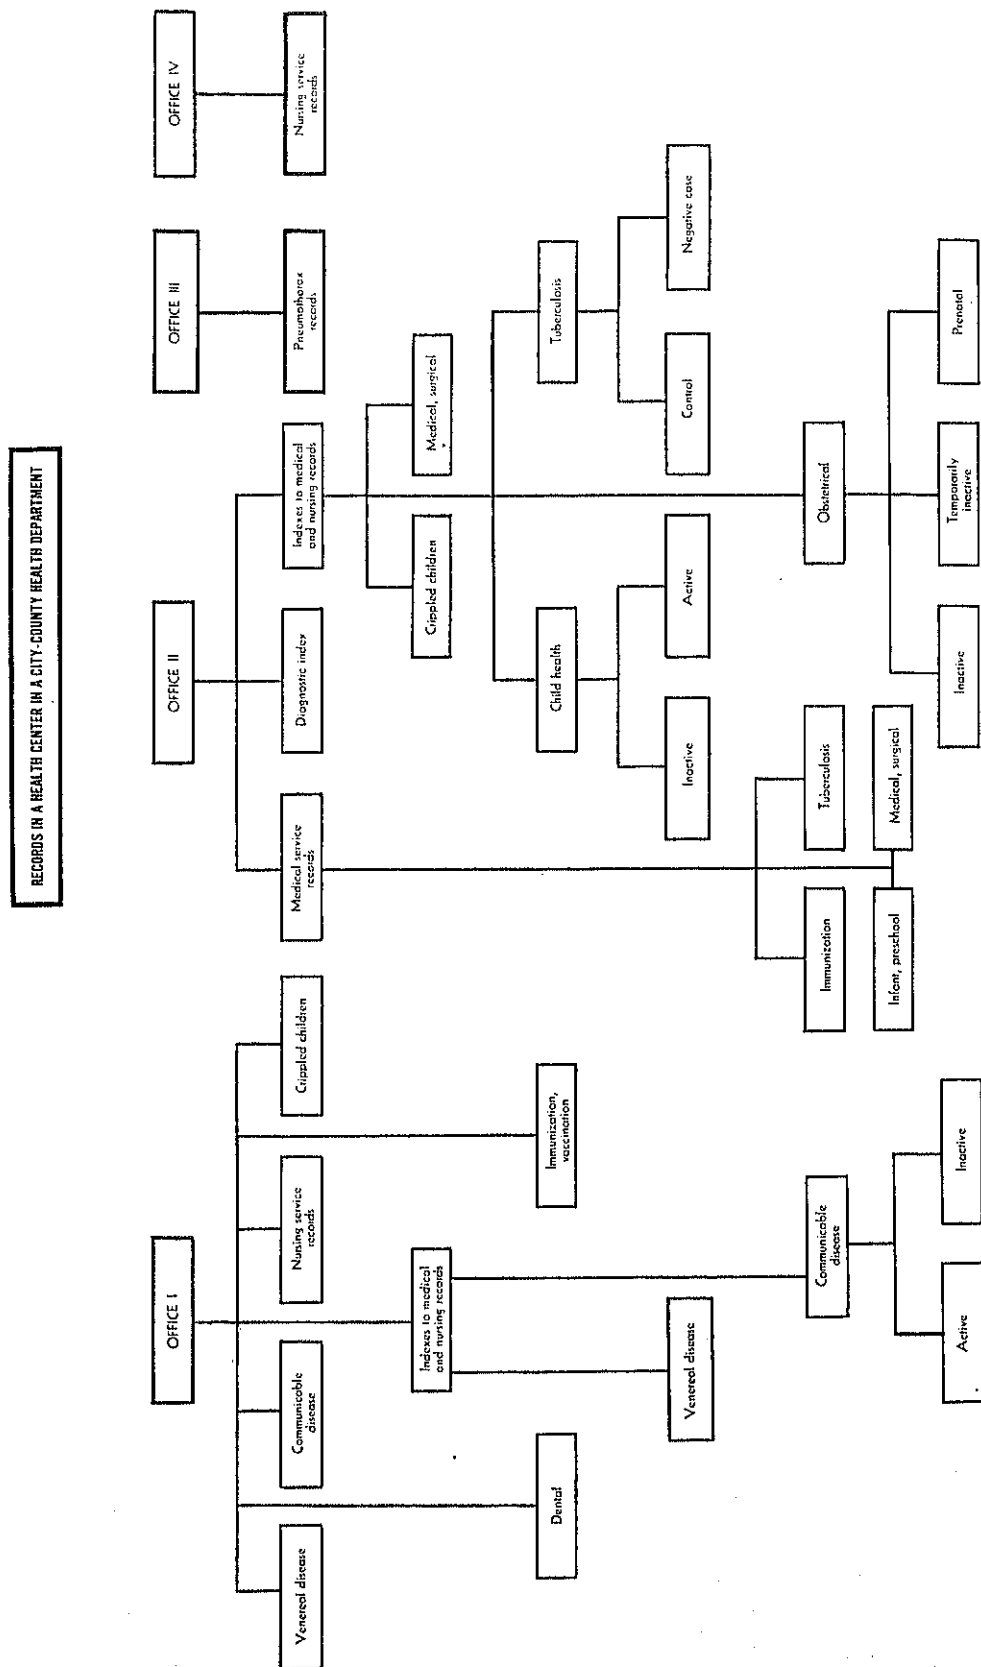 RECORDS IN A HEALTH CENTER IN A CITY-COUNTY HEALTH DEPARTMENT
OFFICE I
OFFICE II
OFFICE III
OFFICE IV
Venereal disease
Communicable
disease
Nursing service
records
Crippled children
Medical service
records
Diagnostic index
Indexes to medical
and nursing records
Pneumothorax
records
Nursing service
records
Indexes to medical
and nursing records
Crippled children
Medical, surgical
Dental
Immunization,
vaccination
Child health
Tuberculosis
Venereal disease
Inactive
Active
Control
Negative case
Communicable
disease
Immunization
Tuberculosis
Obstetrical
Infant, preschool
Medical, surgical
Active
Inactive
Inactive
Temporarily
inactive
Prenatal